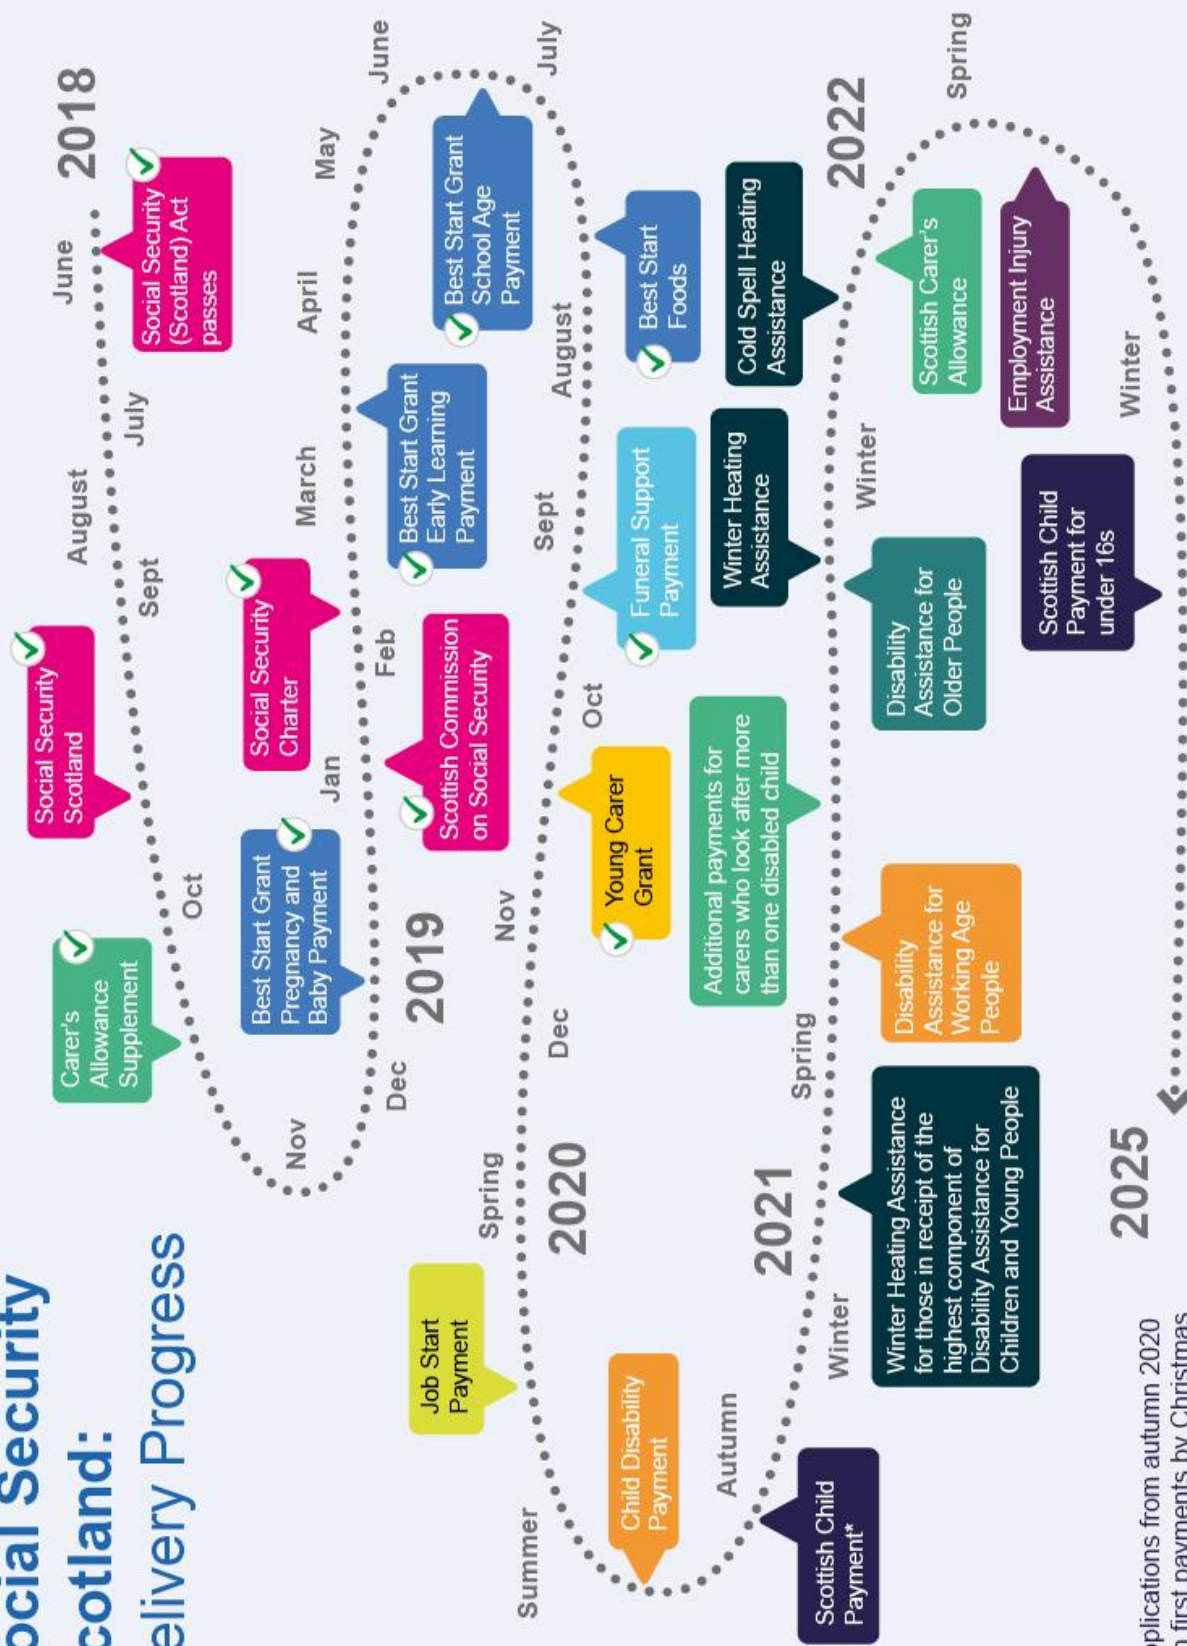 ocial Security
cotland:
elivery Progress
2018
June
Social Security
(Scotland) Act
passes
July
August
Sept
Social Security
Scotland
Oct
Carer's
Allowance
Supplement
Nov
Dec
Best Start Grant
Pregnancy and
Baby Payment
2019
Jan
Scottish Commission
on Social Security
Feb
Social Security
Charter
March
Best Start Grant
Early Learning
Payment
April
May
June
Best Start Grant
School Age
Payment
July
August
Best Start
Foods
Sept
Funeral Support
Payment
Oct
Young Carer
Grant
Nov
Dec
2020
Spring
Job Start
Payment
Summer
Child Disability
Payment
Autumn
Scottish Child
Payment*
Winter
2021
Winter Heating Assistance
for those in receipt of the
highest component of
Disability Assistance for
Children and Young People
Spring
Disability
Assistance for
Working Age
People
Additional payments for
carers who look after more
than one disabled child
Disability
Assistance for
Older People
Winter Heating
Assistance
Winter
Cold Spell Heating
Assistance
2022
Scottish Carer's
Allowance
Spring
Employment Injury
Assistance
Winter
Scottish Child
Payment for
under 16s
2025
plications from autumn 2020
first payments by Christmas